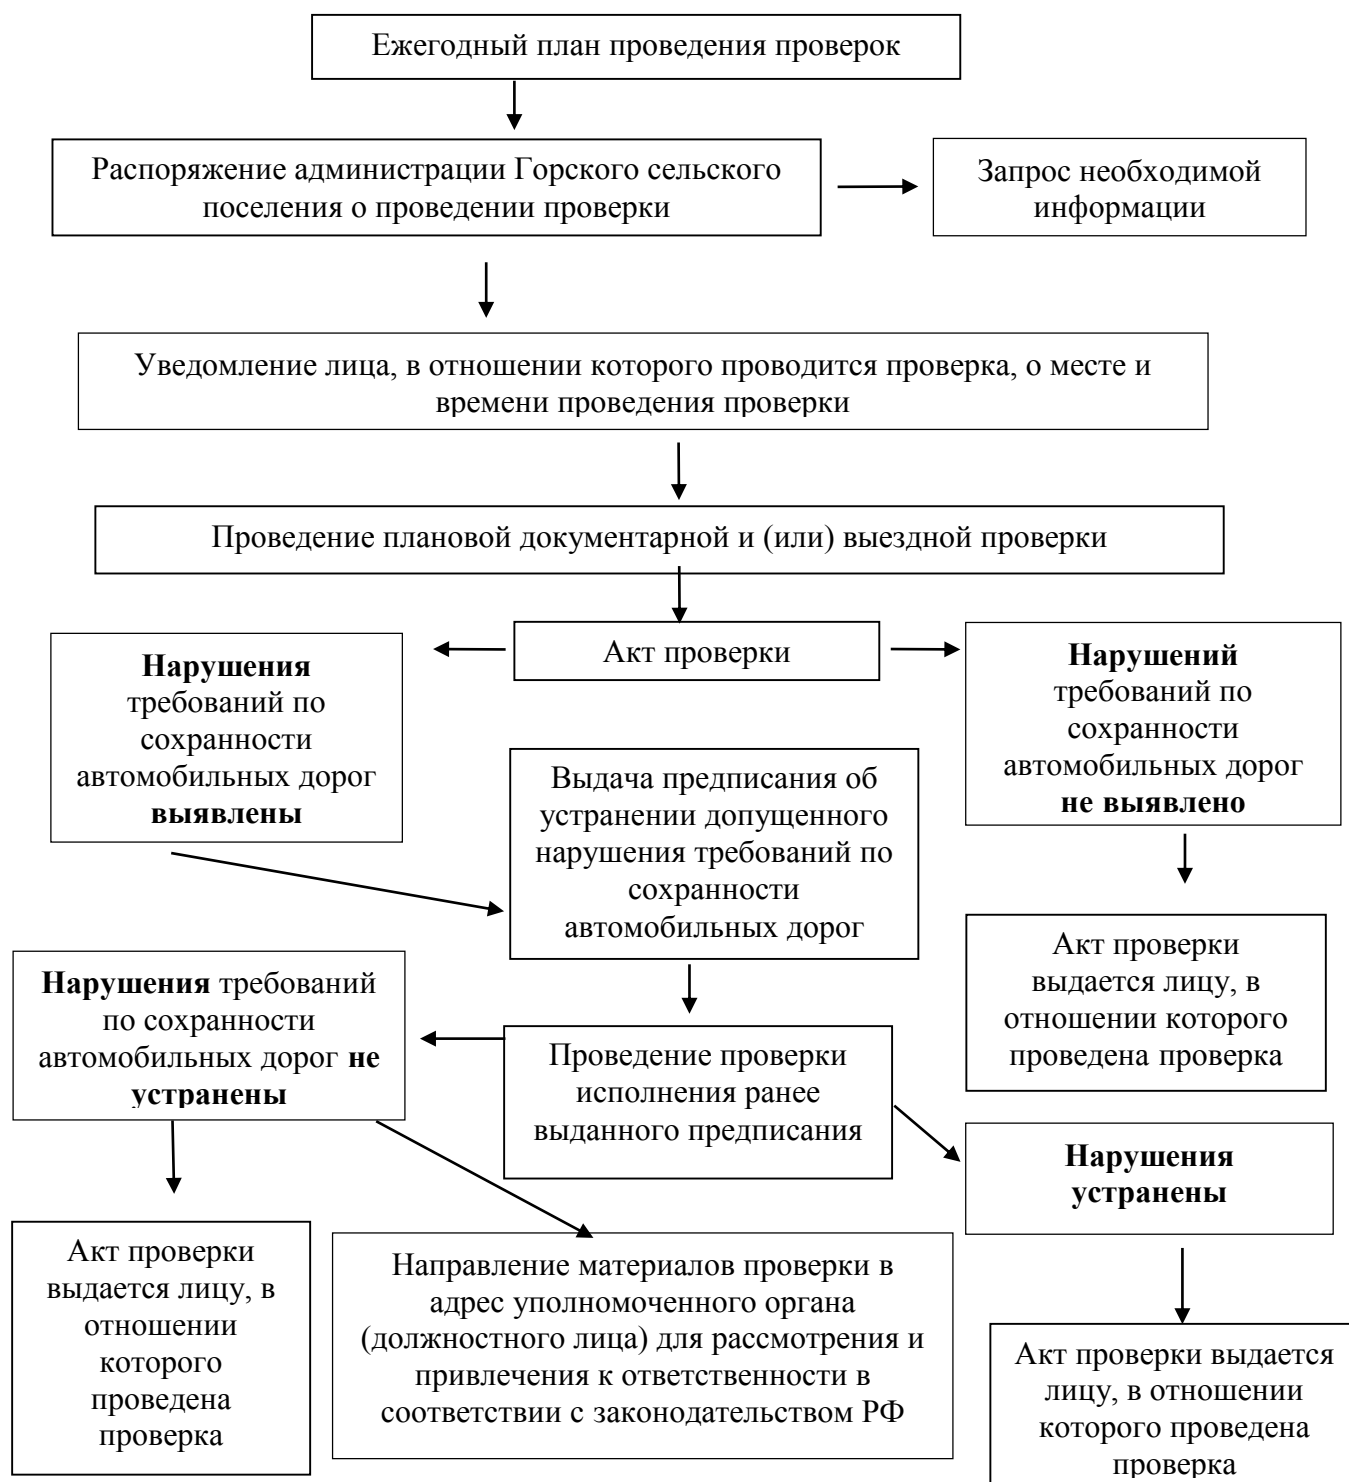 Ежегодный план проведения проверок
Распоряжение администрации Горского сельского
поселения о проведении проверки
Запрос необходимой
информации
Уведомление лица, в отношении которого проводится проверка, о месте и
времени проведения проверки
Проведение плановой документарной и (или) выездной проверки
Акт проверки
Нарушения
требований по
сохранности
автомобильных дорог
выявлены
Нарушений
требований по
сохранности
автомобильных дорог
не выявлено
Выдача предписания об
устранении допущенного
нарушения требований по
сохранности
автомобильных дорог
Акт проверки
выдается лицу, в
отношении которого
проведена проверка
Нарушения требований
по сохранности
автомобильных дорог не
устранены
Проведение проверки
исполнения ранее
выданного предписания
Нарушения
устранены
Акт проверки
выдается лицу, в
отношении
которого
проведена
проверка
Направление материалов проверки в
адрес уполномоченного органа
(должностного лица) для рассмотрения и
привлечения к ответственности в
соответствии с законодательством РФ
Акт проверки выдается
лицу, в отношении
которого проведена
проверка